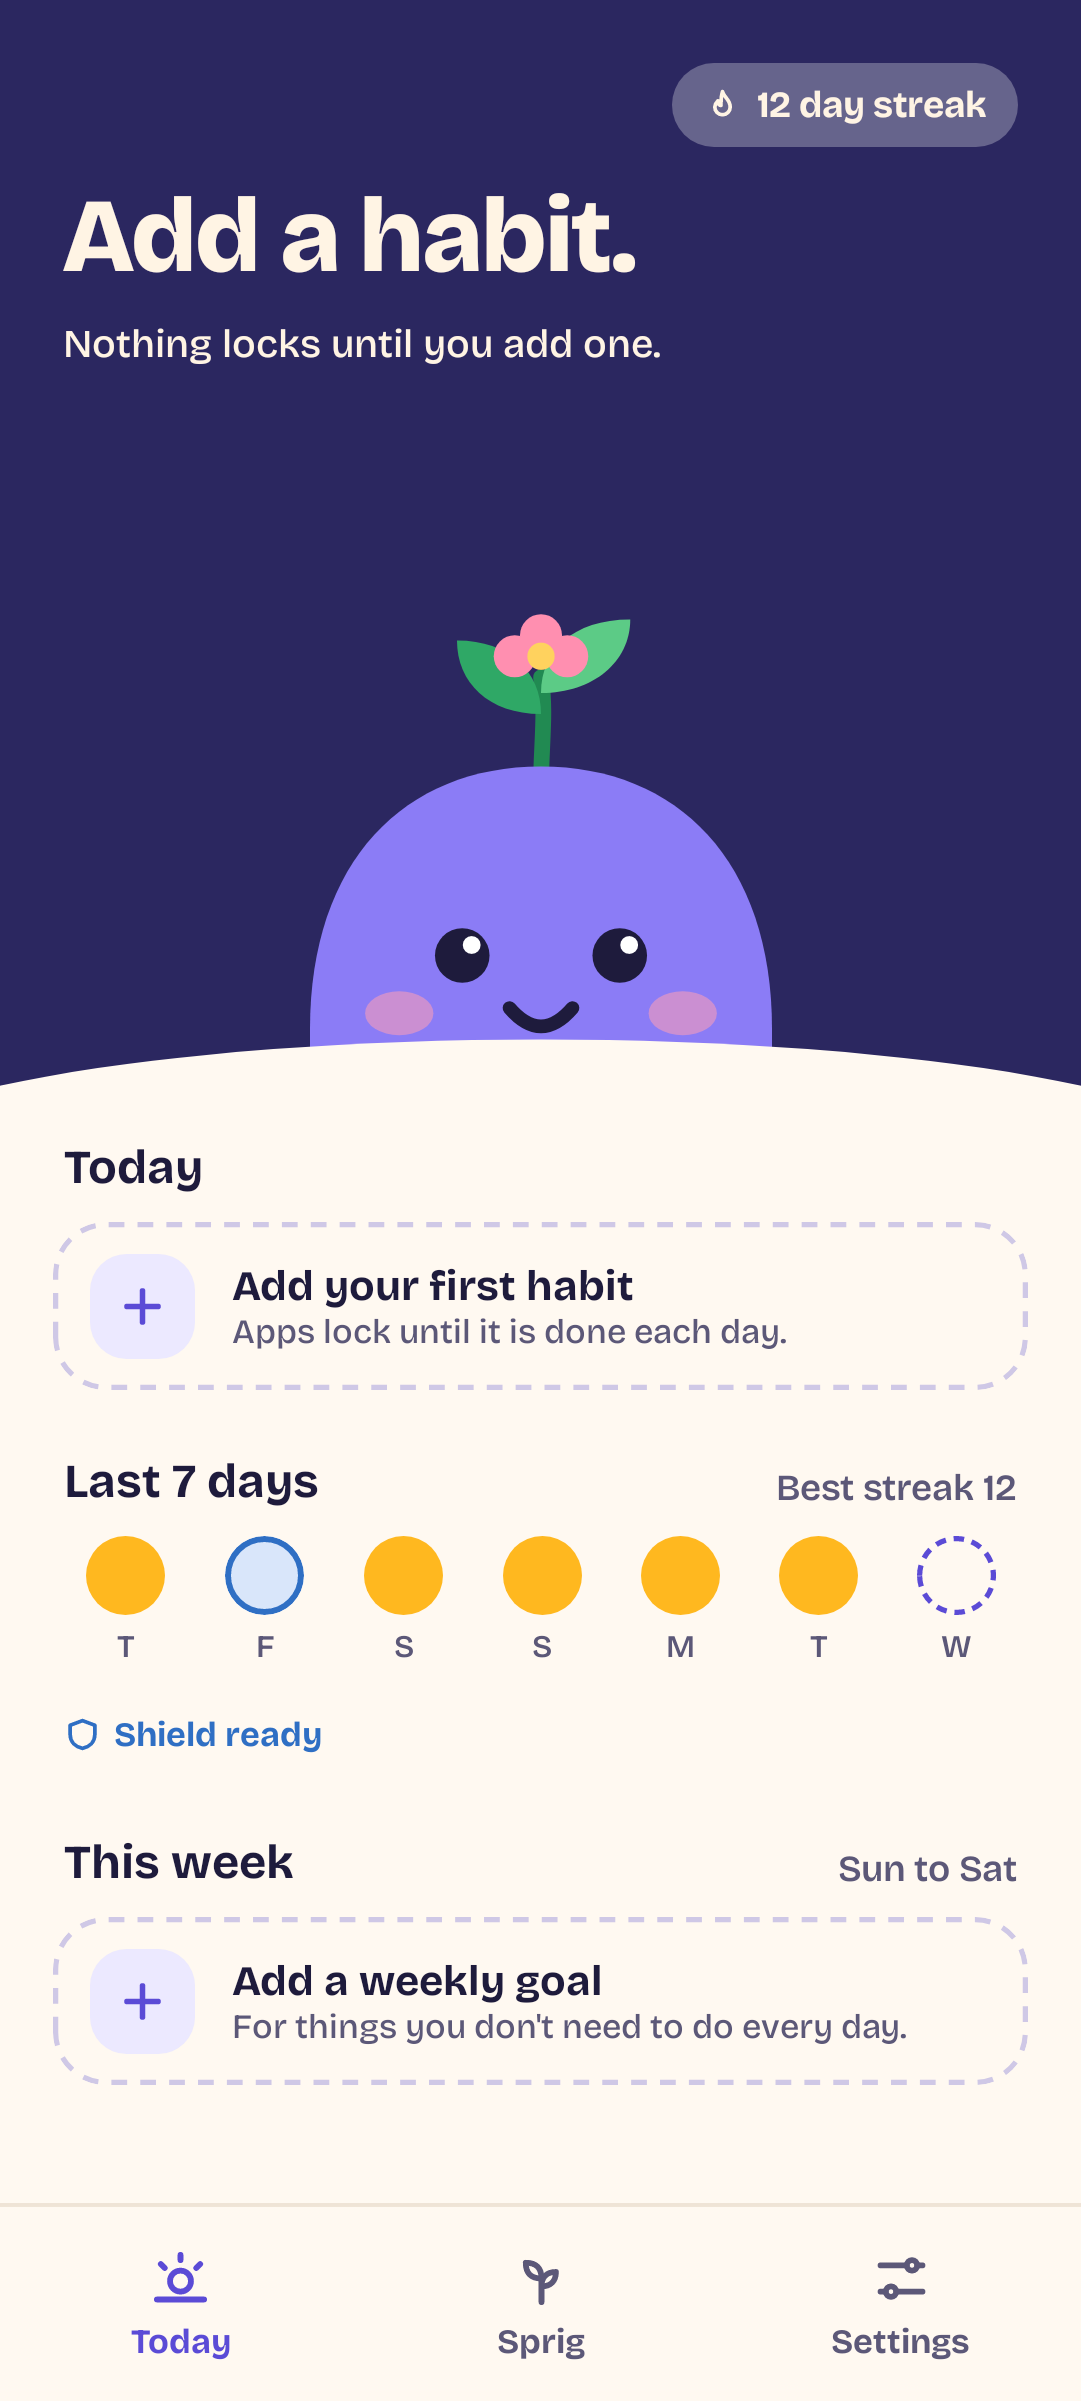 12 day streak
Add a habit.
Nothing locks until you add one.
Today
Add your first habit
Apps lock until it is done each day.
Last 7 days
Best streak 12
T F S S M T W
Shield ready
This week
Sun to Sat
Add a weekly goal
For things you don't need to do every day.
Today Sprig Settings